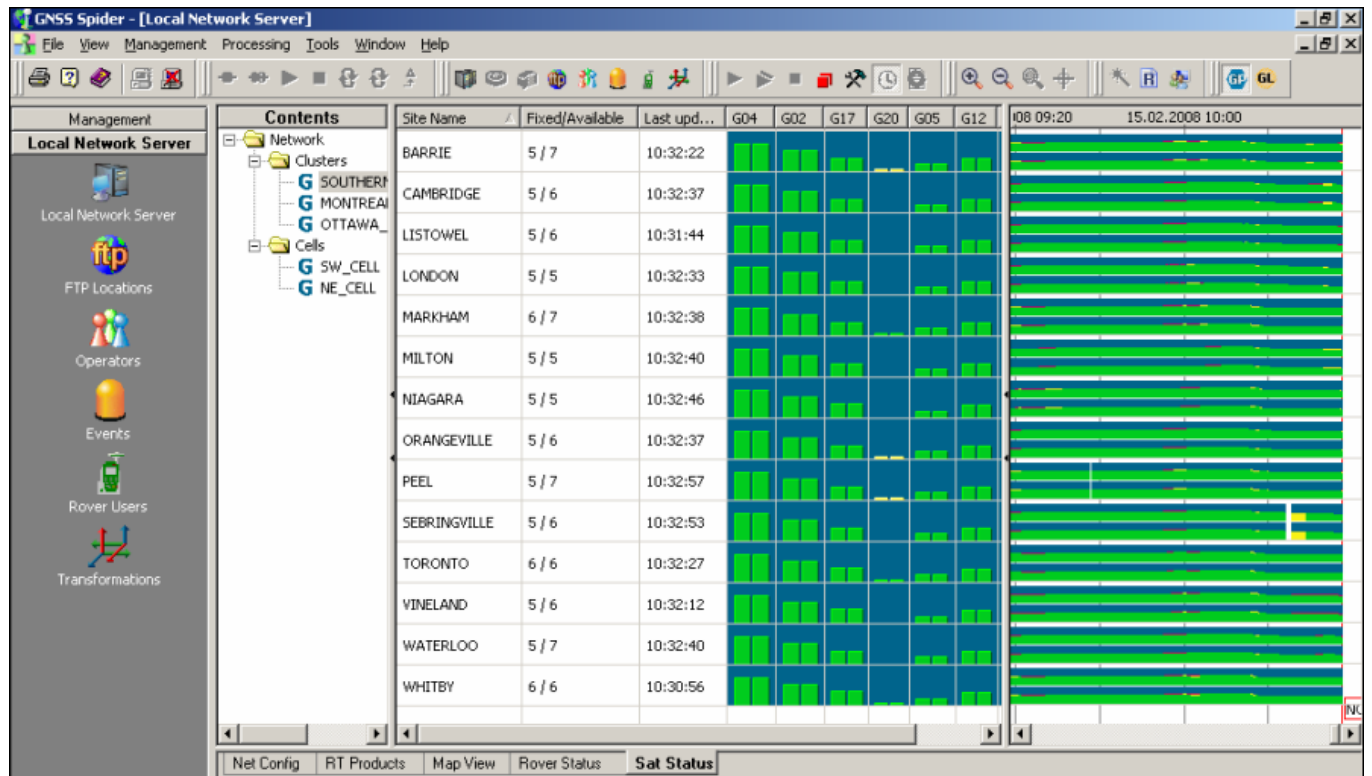 GNSS Spider - [Local Network Server]
File View Management Processing Tools Window Help
Management
Local Network Server
Local Network Server
ftp
FTP Locations
Operators
Events
Rover Users
Transformations
Contents
Network
Clusters
SOUTHERN
MONTREAL
OTTAWA_
Cells
SW_CELL
NE_CELL
Site Name Fixed/Available Last upd... G04 G02 G17 G20 G05 G12 008 09:20 15.02.2008 10:00
BARRIE 5 / 7 10:32:22
CAMBRIDGE 5 / 6 10:32:37
LISTOWEL 5 / 6 10:31:44
LONDON 5 / 5 10:32:33
MARKHAM 6 / 7 10:32:38
MILTON 5 / 5 10:32:40
NIAGARA 5 / 5 10:32:46
ORANGEVILLE 5 / 6 10:32:37
PEEL 5 / 7 10:32:57
SEBRINGVILLE 5 / 6 10:32:53
TORONTO 6 / 6 10:32:27
VINELAND 5 / 6 10:32:12
WATERLOO 5 / 7 10:32:40
WHITBY 6 / 6 10:30:56
Net Config RT Products Map View Rover Status Sat Status